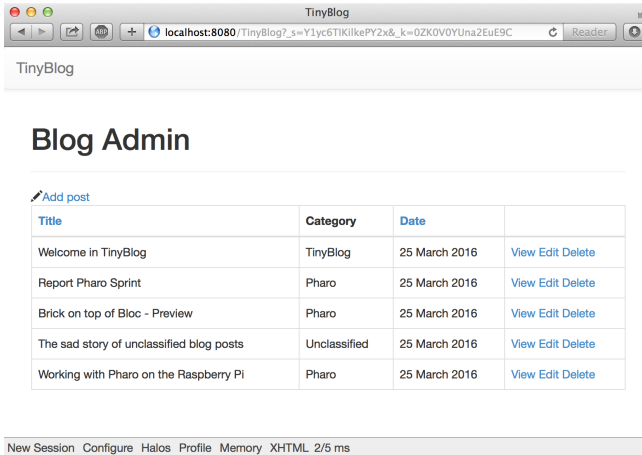 TinyBlog
ABP
localhost:8080/TinyBlog?_s=Y1yc6TIKilkePY2x&_k=0ZK0V0YUna2EuE9C Reader
TinyBlog
Blog Admin
Add post
Title Category Date
Welcome in TinyBlog TinyBlog 25 March 2016 View Edit Delete
Report Pharo Sprint Pharo 25 March 2016 View Edit Delete
Brick on top of Bloc - Preview Pharo 25 March 2016 View Edit Delete
The sad story of unclassified blog posts Unclassified 25 March 2016 View Edit Delete
Working with Pharo on the Raspberry Pi Pharo 25 March 2016 View Edit Delete
New Session Configure Halos Profile Memory XHTML 2/5 ms